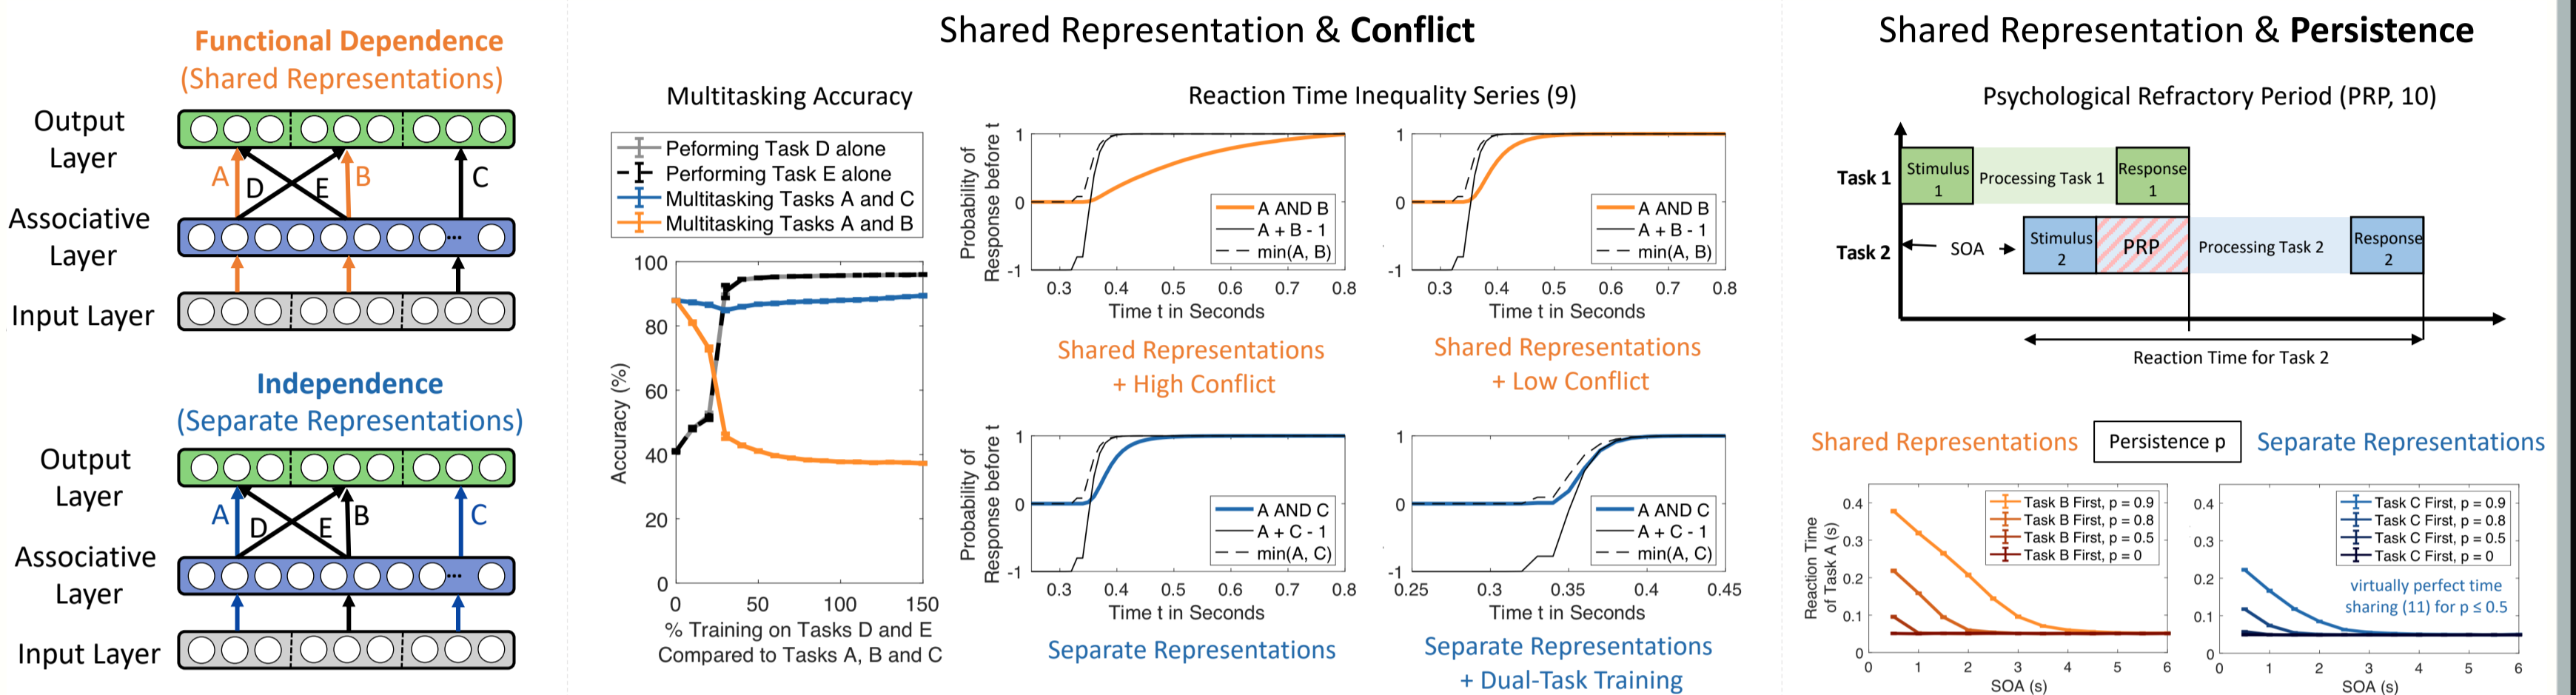 Functional Dependence
(Shared Representations)
Output
Layer
A
D
E
B
C
Associative
Layer
Input Layer
Independence
(Separate Representations)
Output
Layer
A
D
E
B
C
Associative
Layer
Input Layer
Shared Representation & Conflict
Multitasking Accuracy
Peforming Task D alone
Performing Task E alone
Multitasking Tasks A and C
Multitasking Tasks A and B
Accuracy (%)
100
80
60
40
20
0
0 50 100 150
% Training on Tasks D and E
Compared to Tasks A, B and C
Reaction Time Inequality Series (9)
Probability of
Response before t
1
0
-1
A AND B
A + B - 1
min(A, B)
0.3 0.4 0.5 0.6 0.7 0.8
Time t in Seconds
Shared Representations
+ High Conflict
1
0
-1
A AND B
A + B - 1
min(A, B)
0.3 0.4 0.5 0.6 0.7 0.8
Time t in Seconds
Shared Representations
+ Low Conflict
Probability of
Response before t
1
0
-1
A AND C
A + C - 1
min(A, C)
0.3 0.4 0.5 0.6 0.7 0.8
Time t in Seconds
Separate Representations
1
0
-1
A AND C
A + C - 1
min(A, C)
0.25 0.3 0.35 0.4 0.45
Time t in Seconds
Separate Representations
+ Dual-Task Training
Shared Representation & Persistence
Psychological Refractory Period (PRP, 10)
Task 1
Stimulus
1
Processing Task 1
Response
1
Task 2
SOA
Stimulus
2
PRP
Processing Task 2
Response
2
Reaction Time for Task 2
Shared Representations
Persistence p
Separate Representations
Reaction Time
of Task A (s)
0.4
0.3
0.2
0.1
0
Task B First, p = 0.9
Task B First, p = 0.8
Task B First, p = 0.5
Task B First, p = 0
0 1 2 3 4 5 6
SOA (s)
0.4
0.3
0.2
0.1
0
Task C First, p = 0.9
Task C First, p = 0.8
Task C First, p = 0.5
Task C First, p = 0
virtually perfect time
sharing (11) for p ≤ 0.5
0 1 2 3 4 5 6
SOA (s)